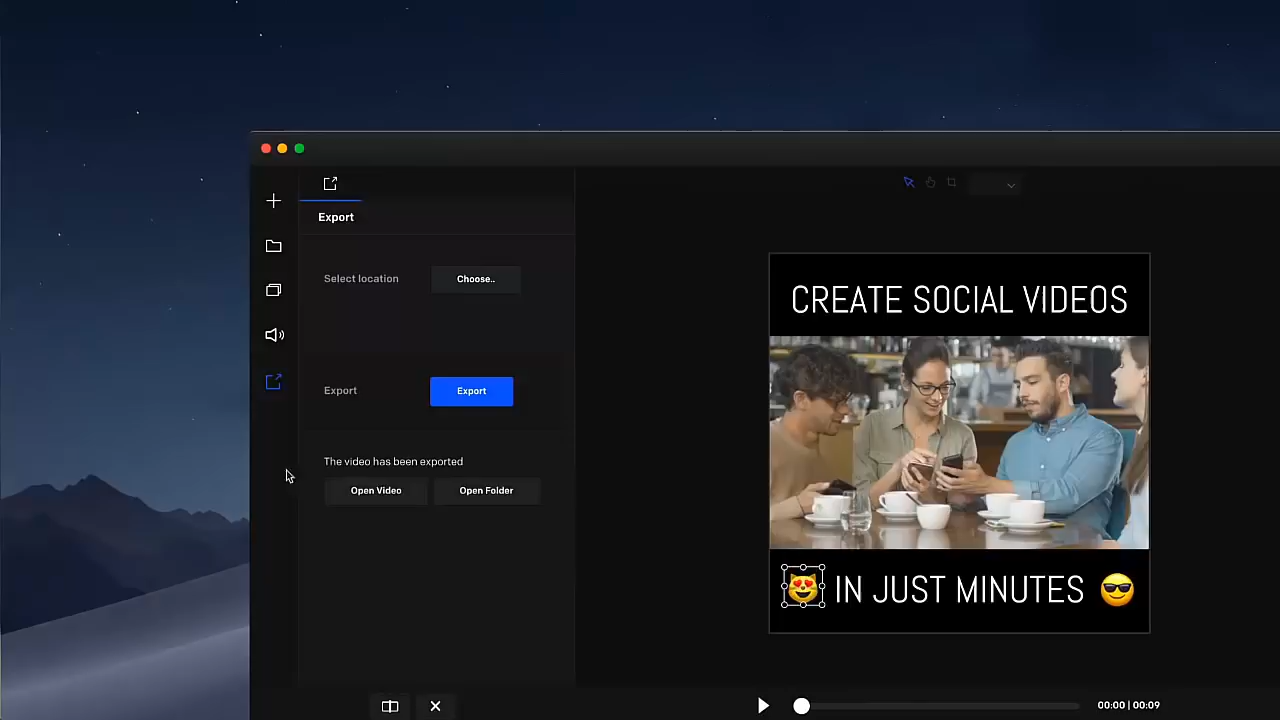 Export
Select location
Choose..
Export
Export
The video has been exported
Open Video
Open Folder
CREATE SOCIAL VIDEOS
IN JUST MINUTES
00:00 | 00:09